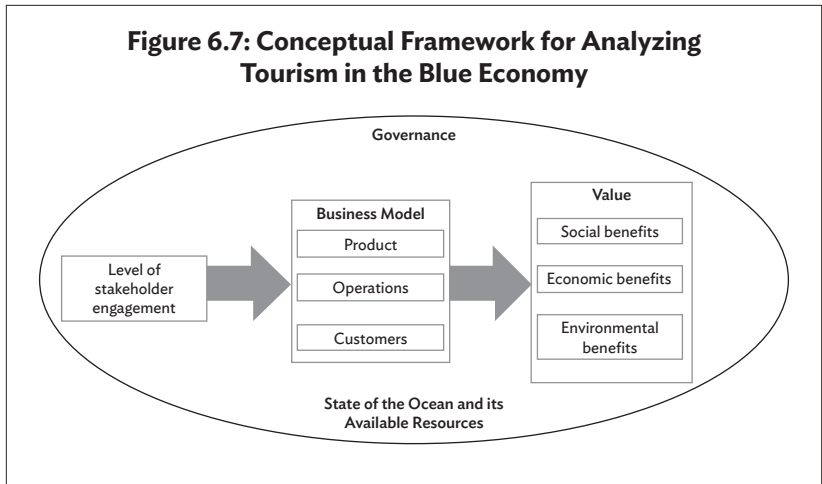 Figure 6.7: Conceptual Framework for Analyzing
Tourism in the Blue Economy
Governance
Level of
stakeholder
engagement
Business Model
Product
Operations
Customers
Value
Social benefits
Economic benefits
Environmental
benefits
State of the Ocean and its
Available Resources